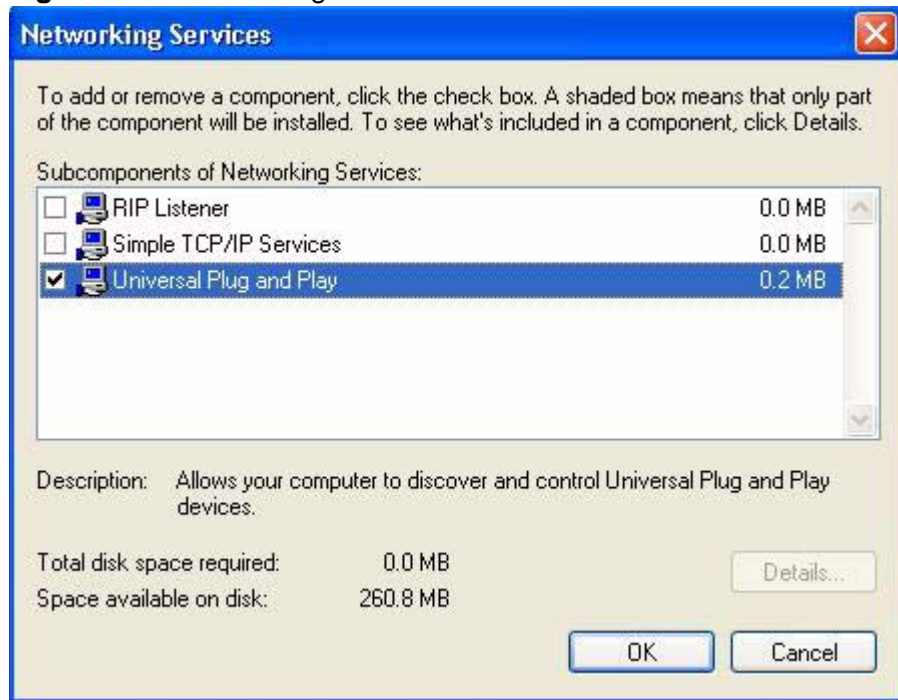 Networking Services
To add or remove a component, click the check box. A shaded box means that only part
of the component will be installed. To see what's included in a component, click Details.
Subcomponents of Networking Services:
RIP Listener 0.0 MB
Simple TCP/IP Services 0.0 MB
Universal Plug and Play 0.2 MB
Description: Allows your computer to discover and control Universal Plug and Play
devices.
Total disk space required: 0.0 MB
Details...
Space available on disk: 260.8 MB
OK Cancel